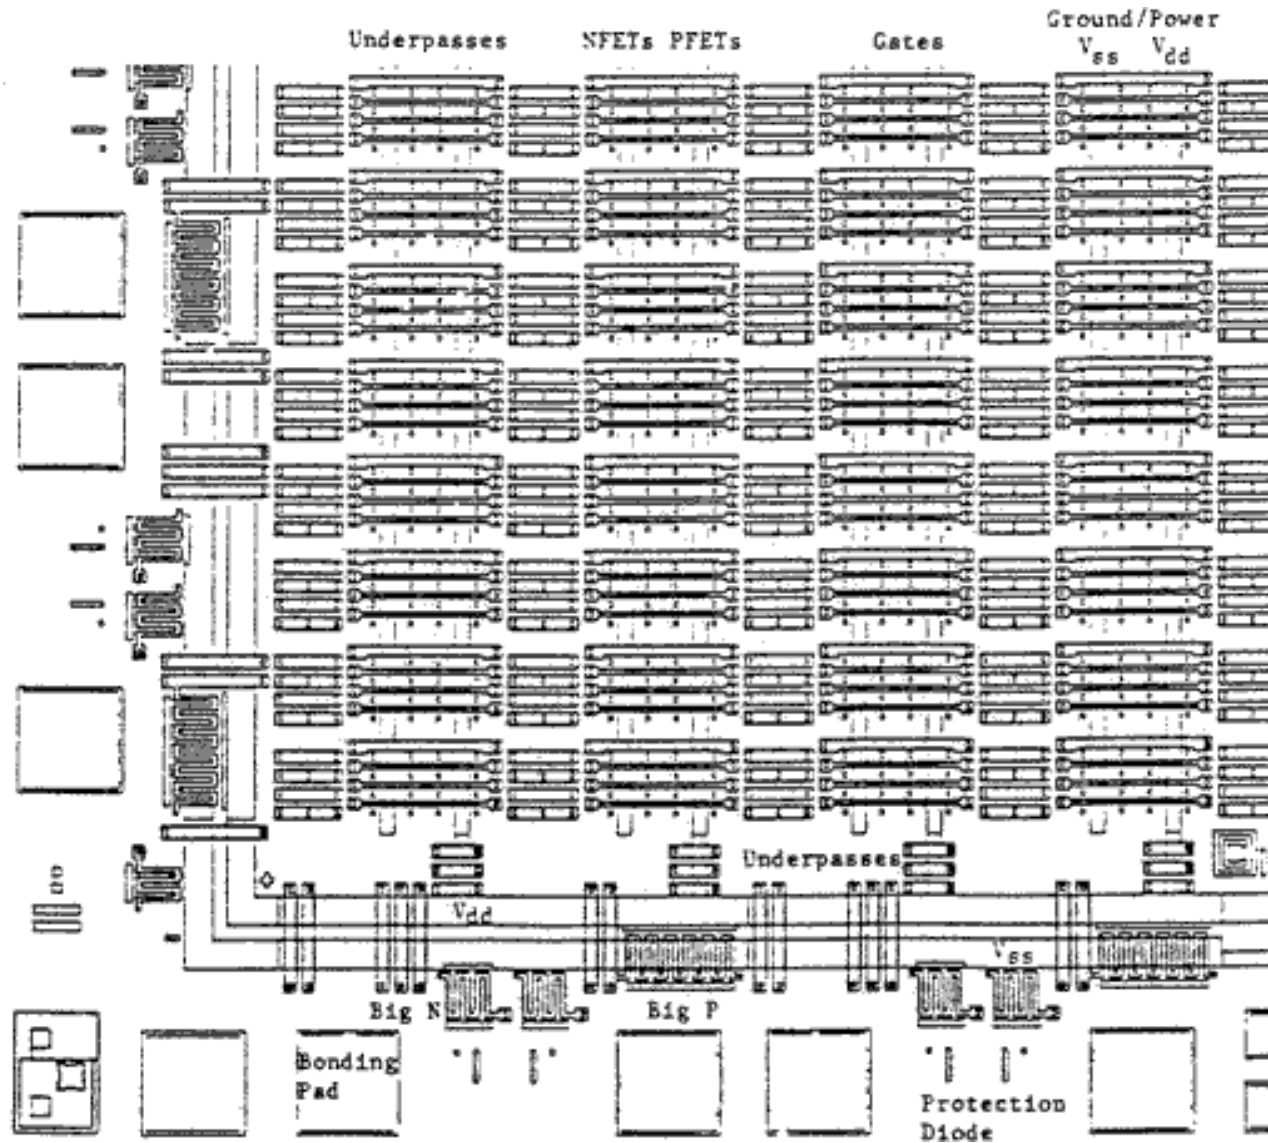 Ground/Power
Underpasses NFETs PFETs Gates Vss Vdd
Underpasses
Vdd
Vss
Big N Big P
Bonding
Pad
Protection
Diode